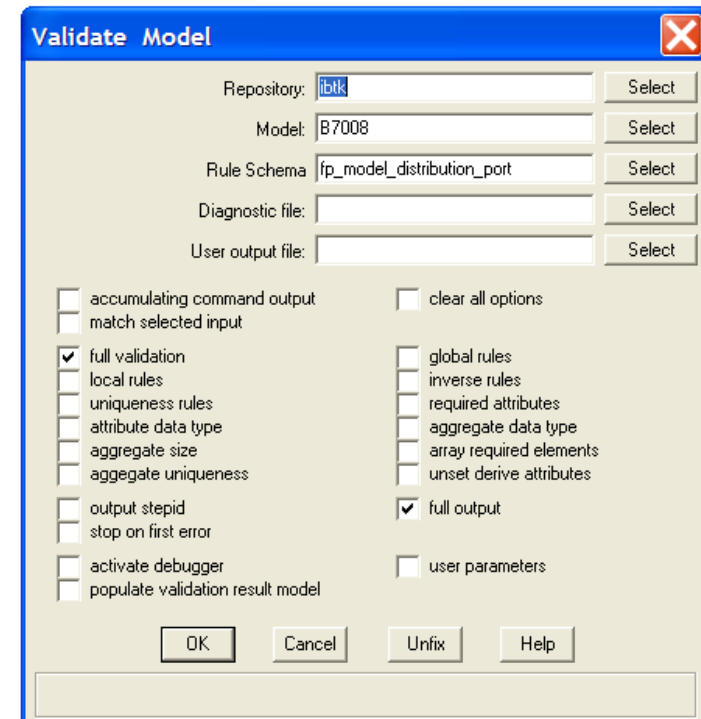 Validate Model
Repository: ibtk Select
Model: B7008 Select
Rule Schema fp_model_distribution_port Select
Diagnostic file: Select
User output file: Select
accumulating command output clear all options
match selected input
full validation global rules
local rules inverse rules
uniqueness rules required attributes
attribute data type aggregate data type
aggregate size array required elements
aggegate uniqueness unset derive attributes
output stepid full output
stop on first error
activate debugger user parameters
populate validation result model
OK Cancel Unfix Help